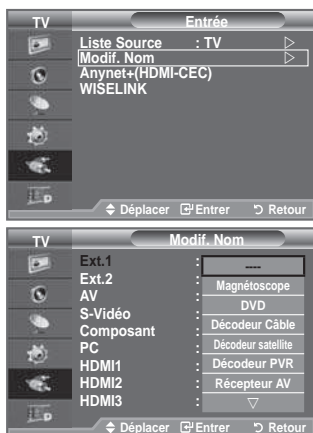 TV Entrée
Liste Source : TV ▷
Modif. Nom ▷
Anynet+(HDMI-CEC)
WISELINK
Déplacer Entrer Retour
TV Modif. Nom
Ext.1 : ----
Ext.2 : Magnétoscope
AV : DVD
S-Vidéo : Décodeur Câble
Composant : Décodeur satellite
PC : Décodeur PVR
HDMI1 : Récepteur AV
HDMI2 : ▽
HDMI3 :
Déplacer Entrer Retour